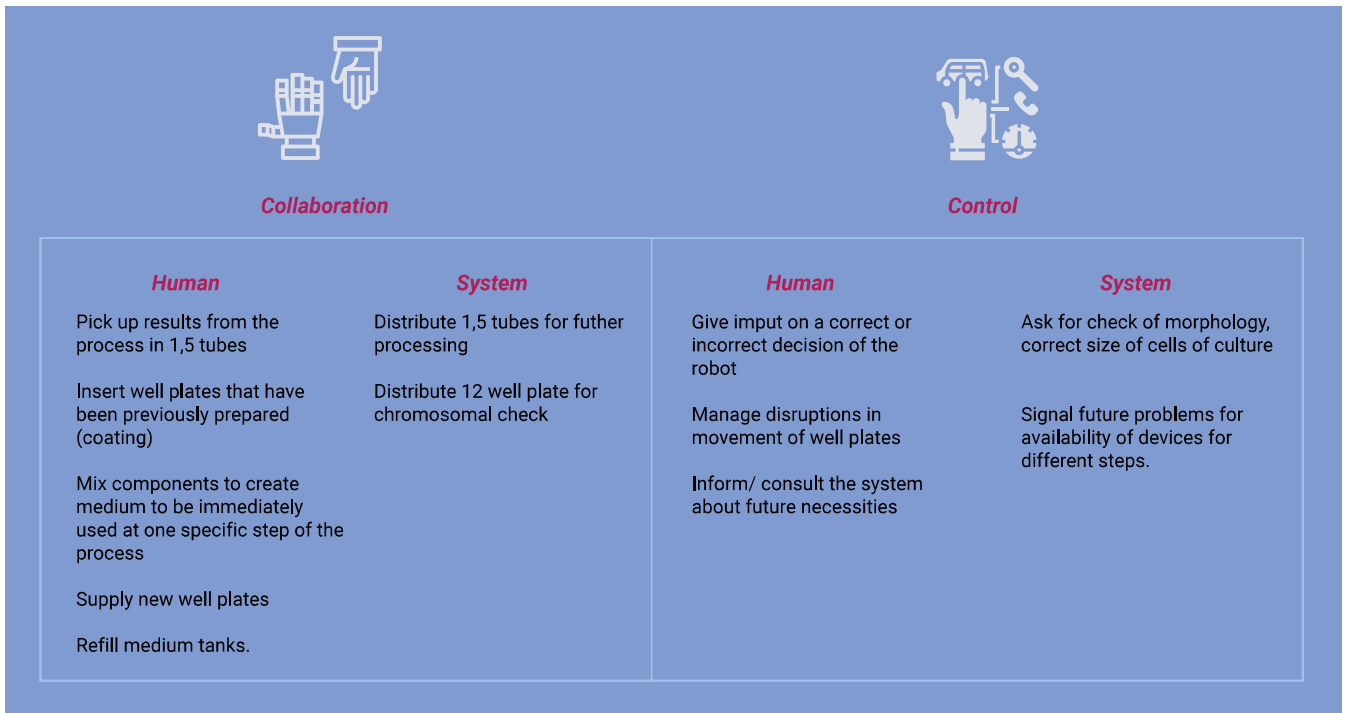 Collaboration
Control
Human
Pick up results from the
process in 1,5 tubes
Insert well plates that have
been previously prepared
(coating)
Mix components to create
medium to be immediately
used at one specific step of the
process
Supply new well plates
Refill medium tanks.
System
Distribute 1,5 tubes for futher
processing
Distribute 12 well plate for
chromosomal check
Human
Give imput on a correct or
incorrect decision of the
robot
Manage disruptions in
movement of well plates
Inform/ consult the system
about future necessities
System
Ask for check of morphology,
correct size of cells of culture
Signal future problems for
availability of devices for
different steps.